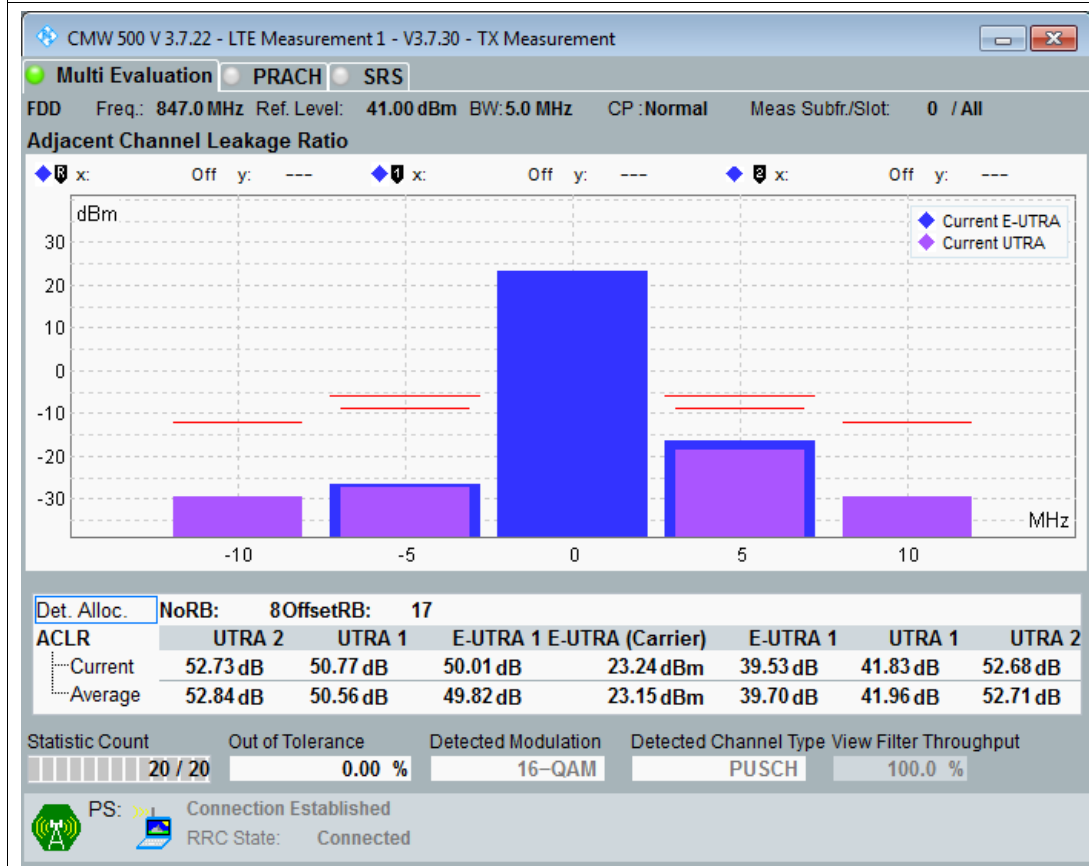 CMW 500 V 3.7.22 - LTE Measurement 1 - V3.7.30 - TX Measurement
Multi Evaluation PRACH SRS
FDD Freq.: 847.0 MHz Ref. Level: 41.00 dBm BW: 5.0 MHz CP : Normal Meas Subfr./Slot: 0 / All
Adjacent Channel Leakage Ratio
R x: Off y: --- 1 x: Off y: --- 2 x: Off y: ---
dBm
Current E-UTRA
Current UTRA
30
20
10
0
-10
-20
-30
MHz
-10 -5 0 5 10
Det. Alloc. NoRB: 8 OffsetRB: 17
ACLR UTRA 2 UTRA 1 E-UTRA 1 E-UTRA (Carrier) E-UTRA 1 UTRA 1 UTRA 2
Current 52.73 dB 50.77 dB 50.01 dB 23.24 dBm 39.53 dB 41.83 dB 52.68 dB
Average 52.84 dB 50.56 dB 49.82 dB 23.15 dBm 39.70 dB 41.96 dB 52.71 dB
Statistic Count Out of Tolerance Detected Modulation Detected Channel Type View Filter Throughput
20 / 20 0.00 % 16-QAM PUSCH 100.0 %
PS: Connection Established
RRC State: Connected